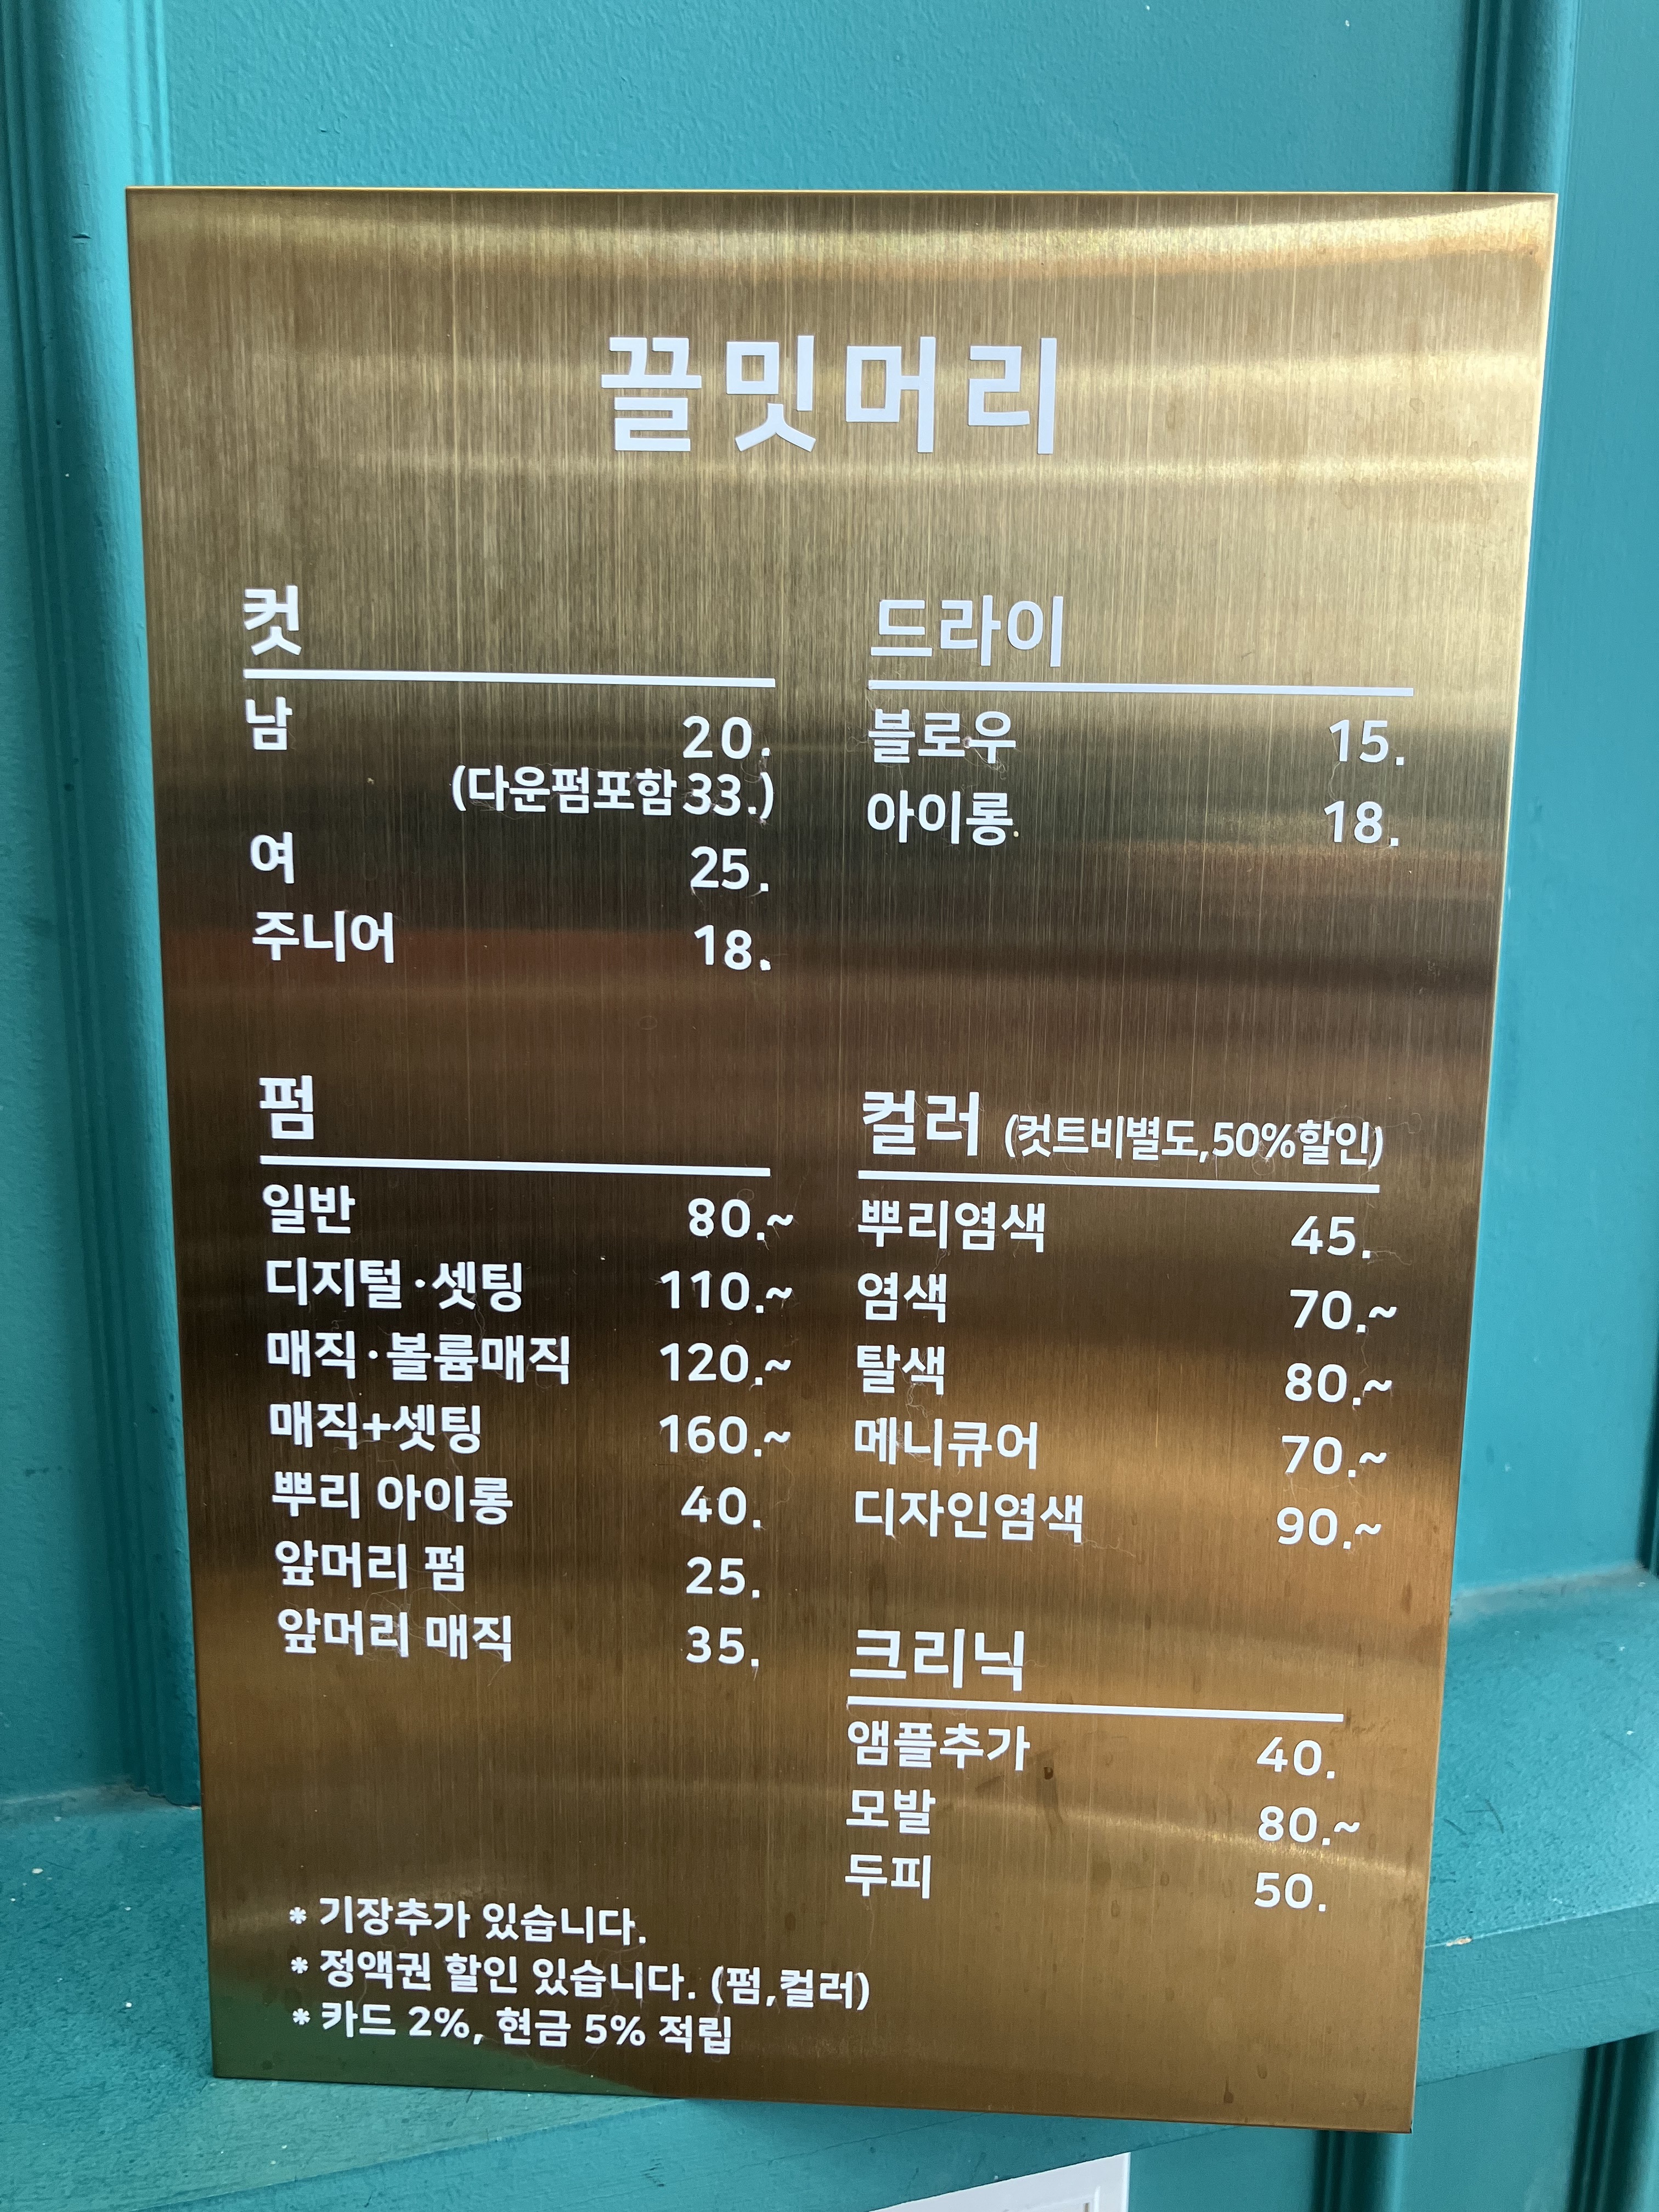 끌밋머리
컷
남 20.
(다운펌포함 33.)
여 25.
주니어 18.
드라이
블로우 15.
아이롱 18.
펌
일반 80.~
디지털·셋팅 110.~
매직·볼륨매직 120.~
매직+셋팅 160.~
뿌리 아이롱 40.
앞머리 펌 25.
앞머리 매직 35.
컬러 (컷트비별도,50%할인)
뿌리염색 45.
염색 70.~
탈색 80.~
메니큐어 70.~
디자인염색 90.~
크리닉
앰플추가 40.
모발 80.~
두피 50.
* 기장추가 있습니다.
* 정액권 할인 있습니다. (펌,컬러)
* 카드 2%, 현금 5% 적립